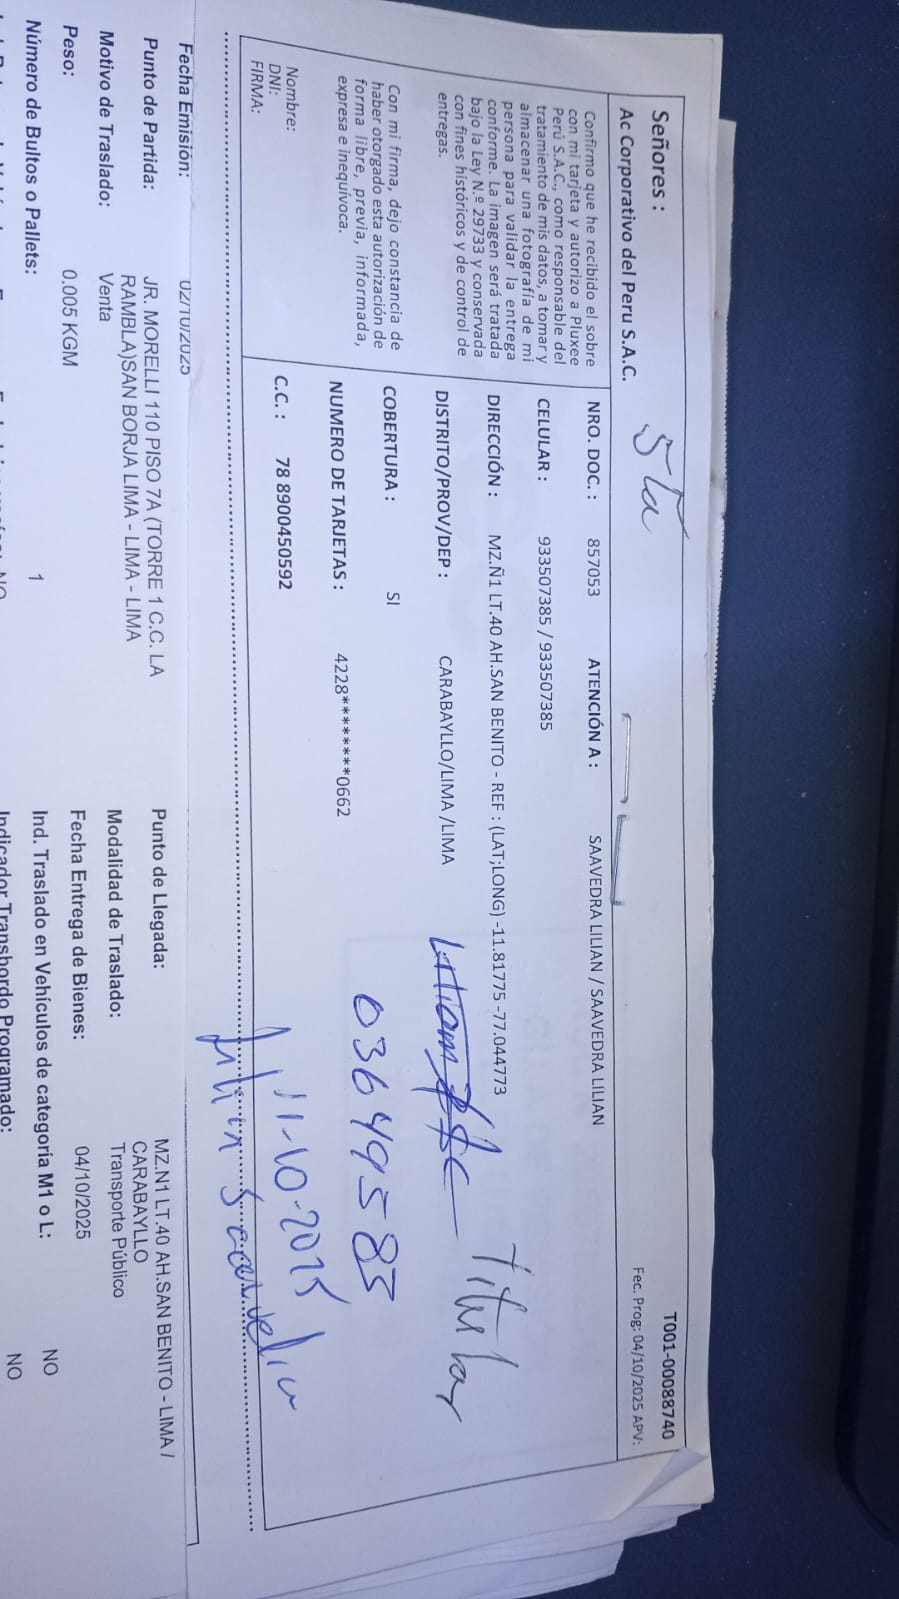 T001-00088740
Señores :
Ac Corporativo del Peru S.A.C.
Fec. Prog: 04/10/2025 APV:
5ta
Confirmo que he recibido el sobre
con mi tarjeta y autorizo a Pluxee
Perú S.A.C., como responsable del
tratamiento de mis datos, a tomar y
almacenar una fotografía de mi
persona para validar la entrega
conforme. La imagen será tratada
bajo la Ley N.º 29733 y conservada
con fines históricos y de control de
entregas.
Con mi firma, dejo constancia de
haber otorgado esta autorización de
forma libre, previa, informada,
expresa e inequívoca.
Nombre:
DNI:
FIRMA:
NRO. DOC. : 857053 ATENCIÓN A : SAAVEDRA LILIAN / SAAVEDRA LILIAN
CELULAR : 933507385 / 933507385
DIRECCIÓN : MZ.Ñ1 LT.40 AH.SAN BENITO - REF : (LAT;LONG) -11.81775 -77.044773
DISTRITO/PROV/DEP : CARABAYLLO/LIMA /LIMA
COBERTURA : SI
NUMERO DE TARJETAS : 4228********0662
C.C. : 78 8900450592
Titular
11-10-2025
Fecha Emisión: 02/10/2025
Punto de Partida: JR. MORELLI 110 PISO 7A (TORRE 1 C.C. LA
RAMBLA)SAN BORJA LIMA - LIMA - LIMA
Punto de Llegada: MZ.N1 LT.40 AH.SAN BENITO - LIMA /
CARABAYLLO
Motivo de Traslado: Venta
Modalidad de Traslado: Transporte Público
Peso: 0.005 KGM
Fecha Entrega de Bienes: 04/10/2025
Número de Bultos o Pallets: 1
Ind. Traslado en Vehículos de categoría M1 o L: NO
Indicador Transbordo Programado: NO